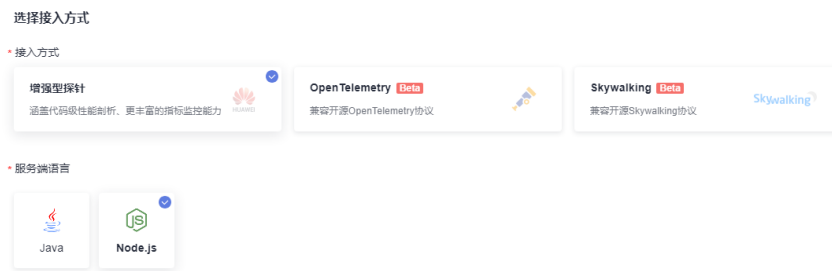 选择接入方式
* 接入方式
增强型探针
涵盖代码级性能剖析、更丰富的指标监控能力
HUAWEI
OpenTelemetry Beta
兼容开源OpenTelemetry协议
Skywalking Beta
兼容开源Skywalking协议
Skywalking
* 服务端语言
JS
Java
Node.js